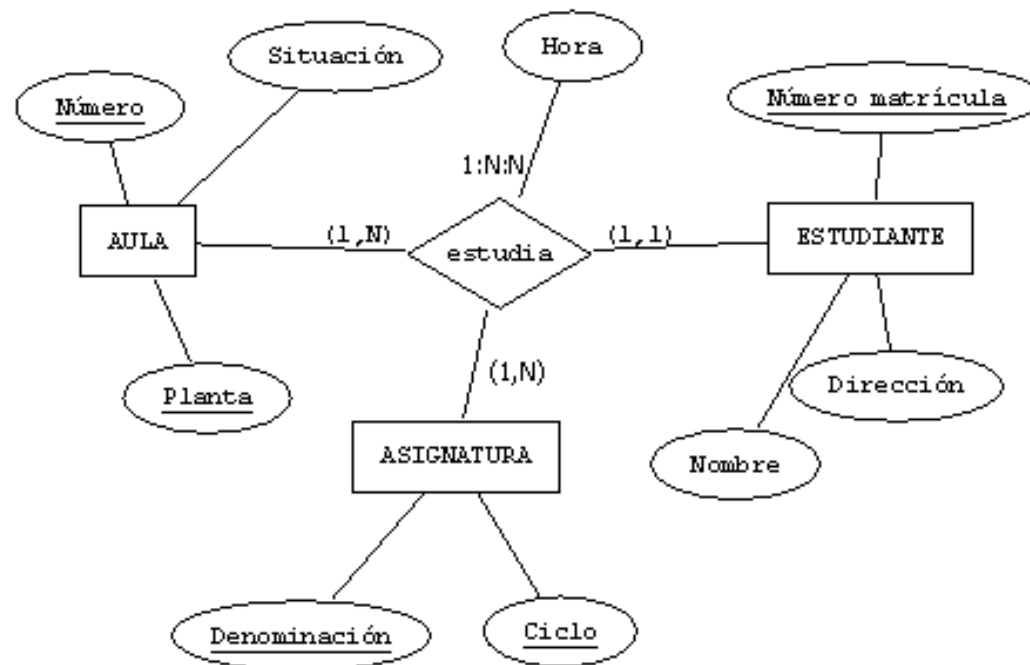 Situación
Hora
Número
Número matrícula
1:N:N
AULA
(1,N)
estudia
(1,1)
ESTUDIANTE
(1,N)
Planta
Dirección
ASIGNATURA
Nombre
Denominación
Ciclo